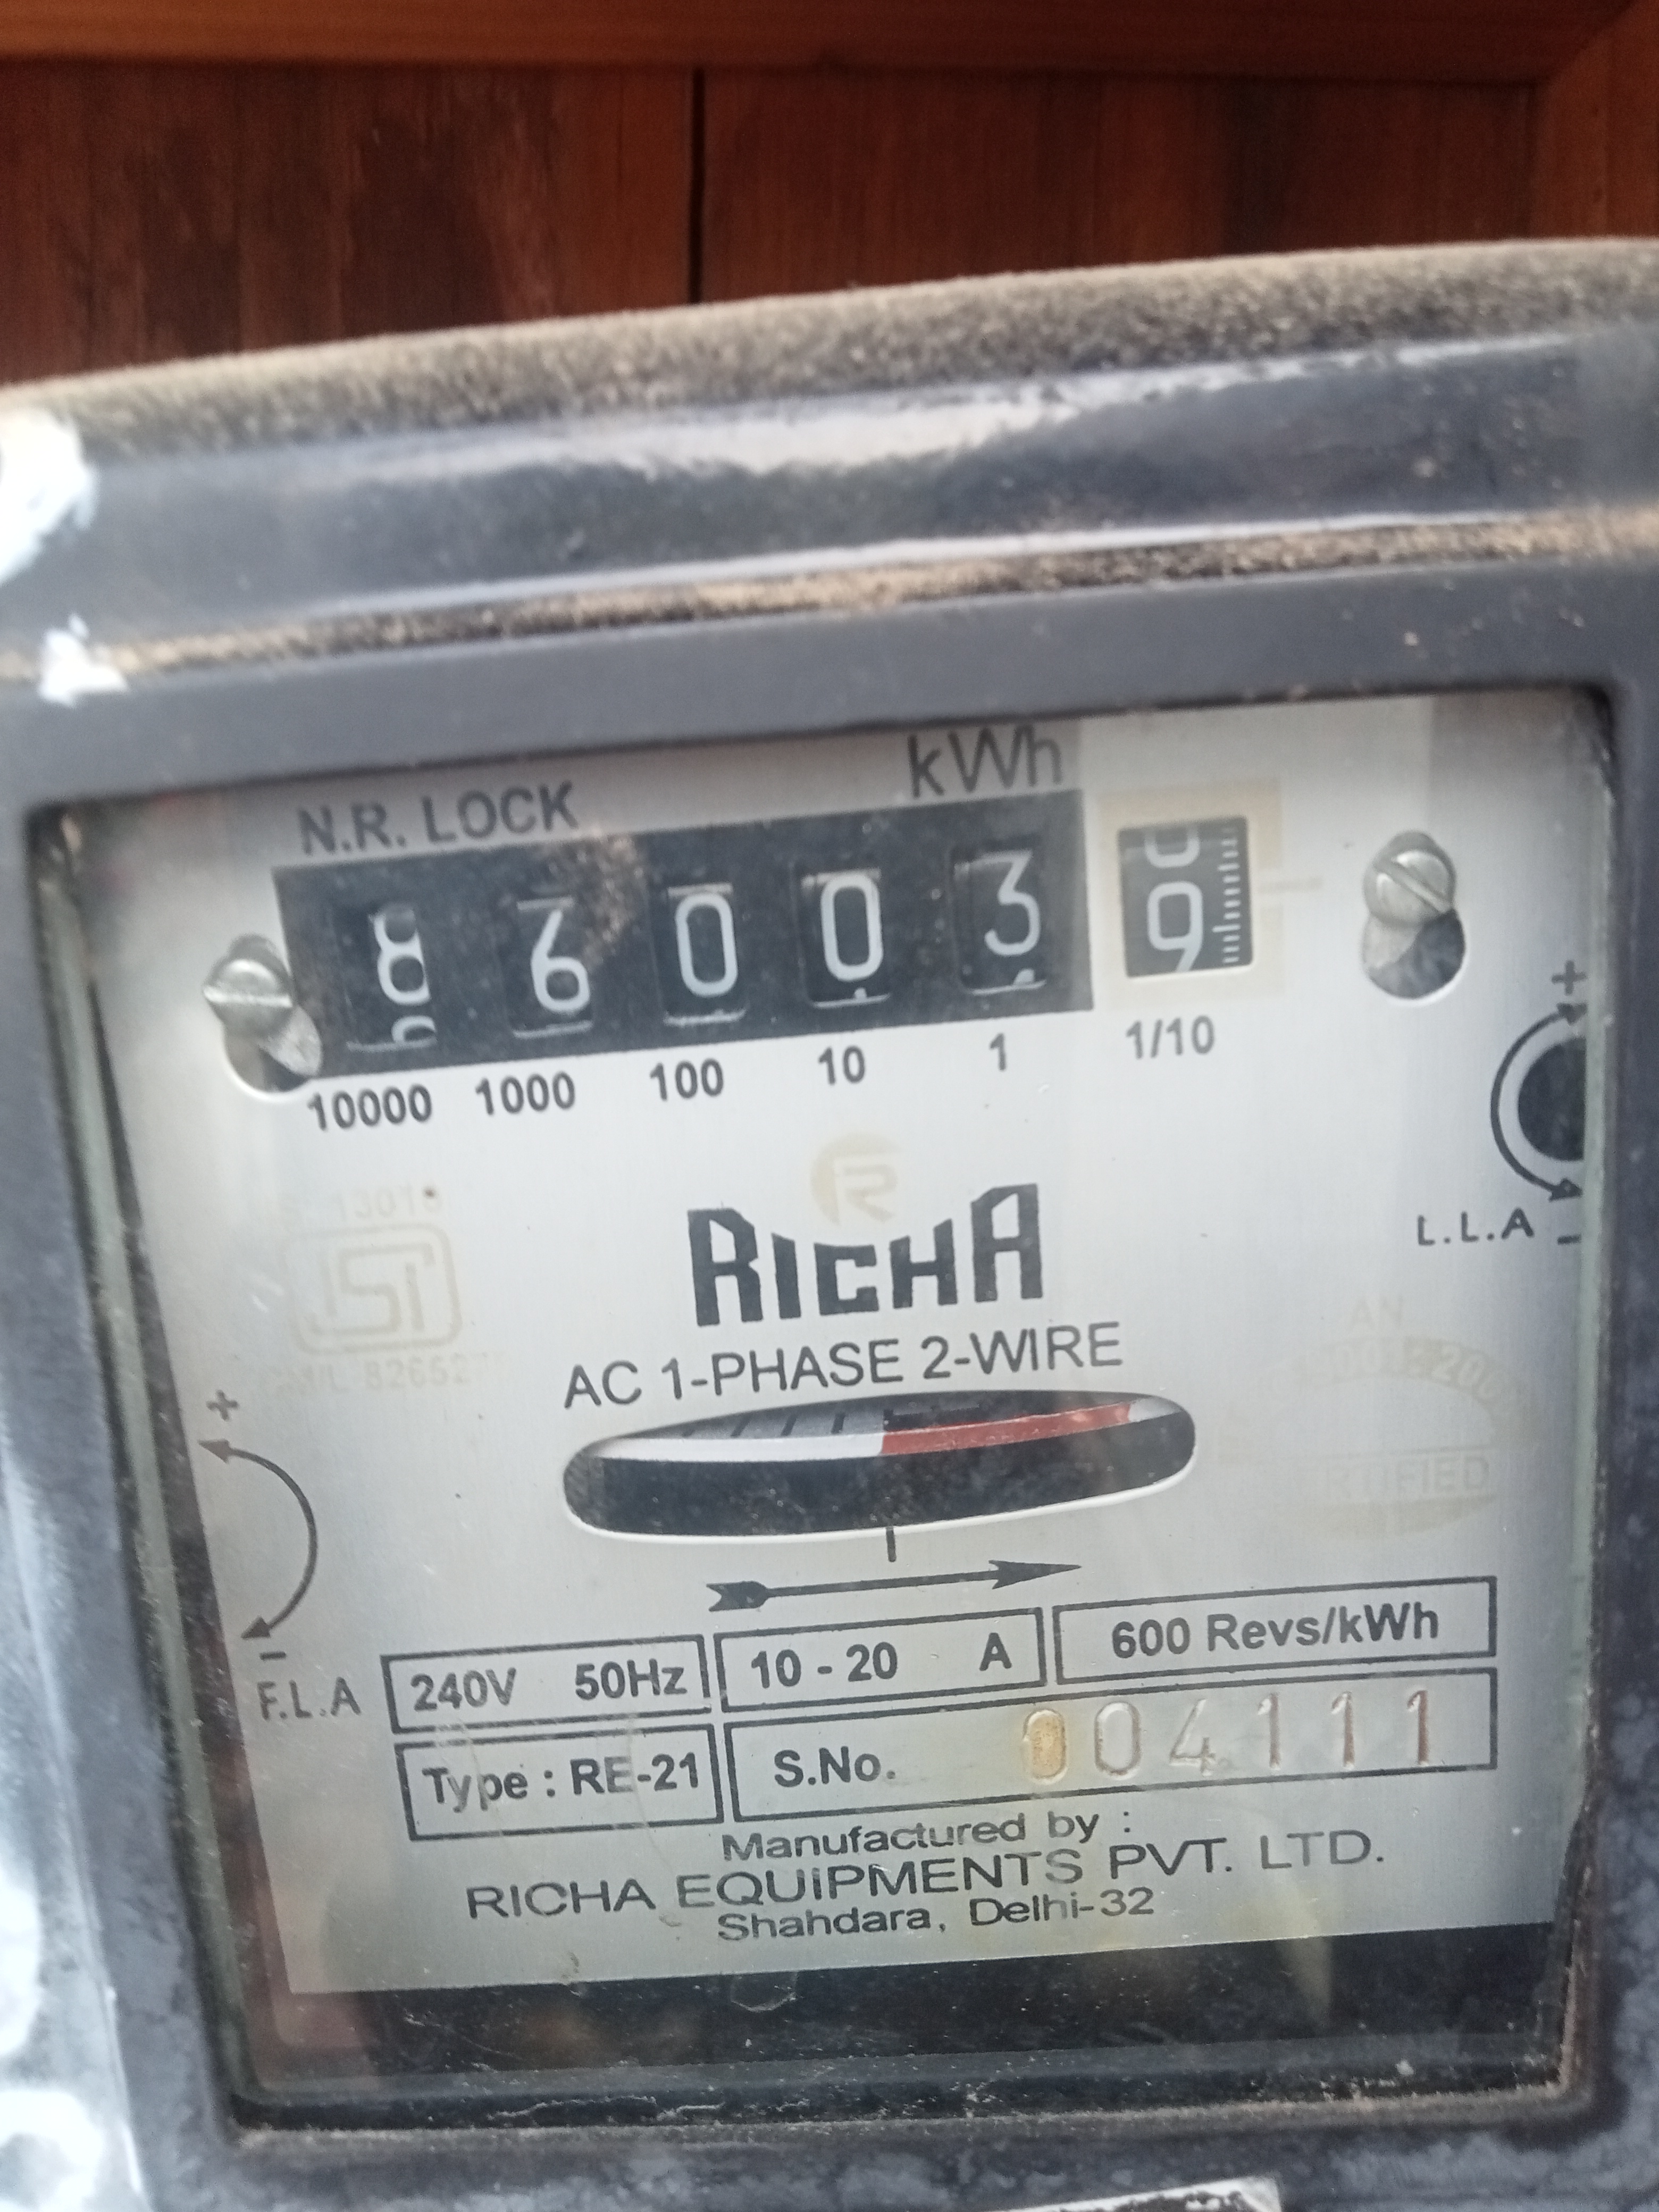 N.R. LOCK kWh
8 6 0 0 3 9
10000 1000 100 10 1 1/10
+
L.L.A -
RICHA
AC 1-PHASE 2-WIRE
+
-
F.L.A
240V 50Hz 10 - 20 A 600 Revs/kWh
Type : RE-21 S.No. 004111
Manufactured by :
RICHA EQUIPMENTS PVT. LTD.
Shahdara, Delhi-32